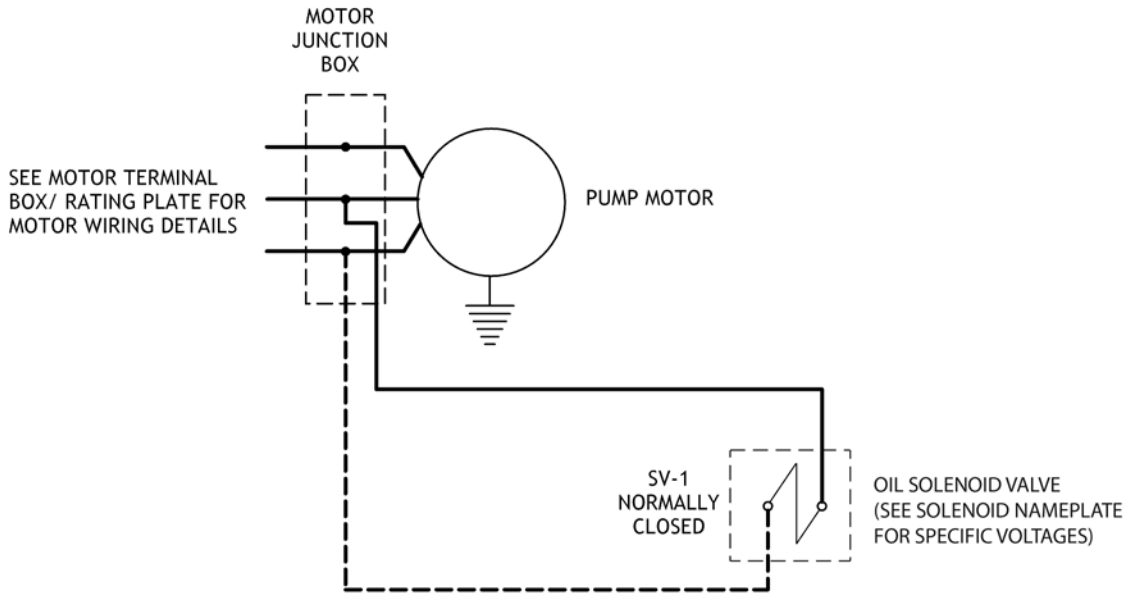 MOTOR
JUNCTION
BOX
SEE MOTOR TERMINAL
BOX/ RATING PLATE FOR
MOTOR WIRING DETAILS
PUMP MOTOR
SV-1
NORMALLY
CLOSED
OIL SOLENOID VALVE
(SEE SOLENOID NAMEPLATE
FOR SPECIFIC VOLTAGES)